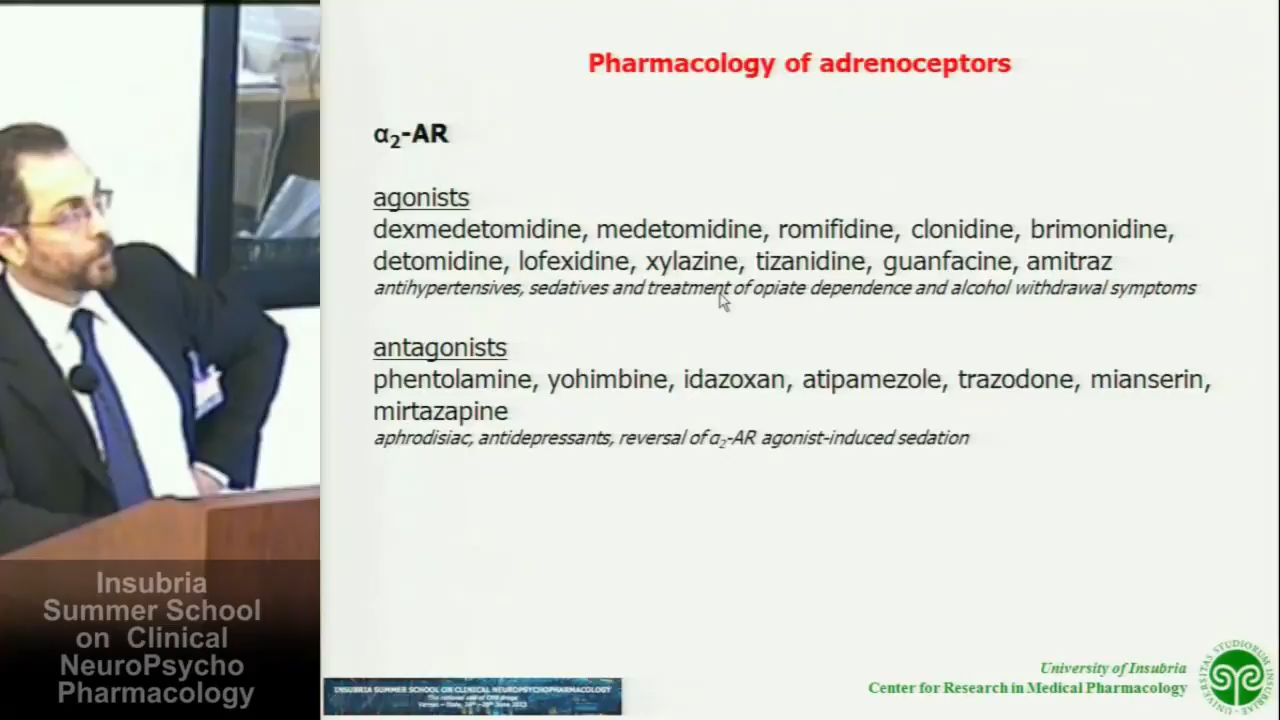 Pharmacology of adrenoceptors
α2-AR
agonists
dexmedetomidine, medetomidine, romifidine, clonidine, brimonidine,
detomidine, lofexidine, xylazine, tizanidine, guanfacine, amitraz
antihypertensives, sedatives and treatment of opiate dependence and alcohol withdrawal symptoms
antagonists
phentolamine, yohimbine, idazoxan, atipamezole, trazodone, mianserin,
mirtazapine
aphrodisiac, antidepressants, reversal of α2-AR agonist-induced sedation
Insubria
Summer School
on Clinical
NeuroPsycho
Pharmacology
INSUBRIA SUMMER SCHOOL ON CLINICAL NEUROPSYCHOPHARMACOLOGY
University of Insubria
Center for Research in Medical Pharmacology